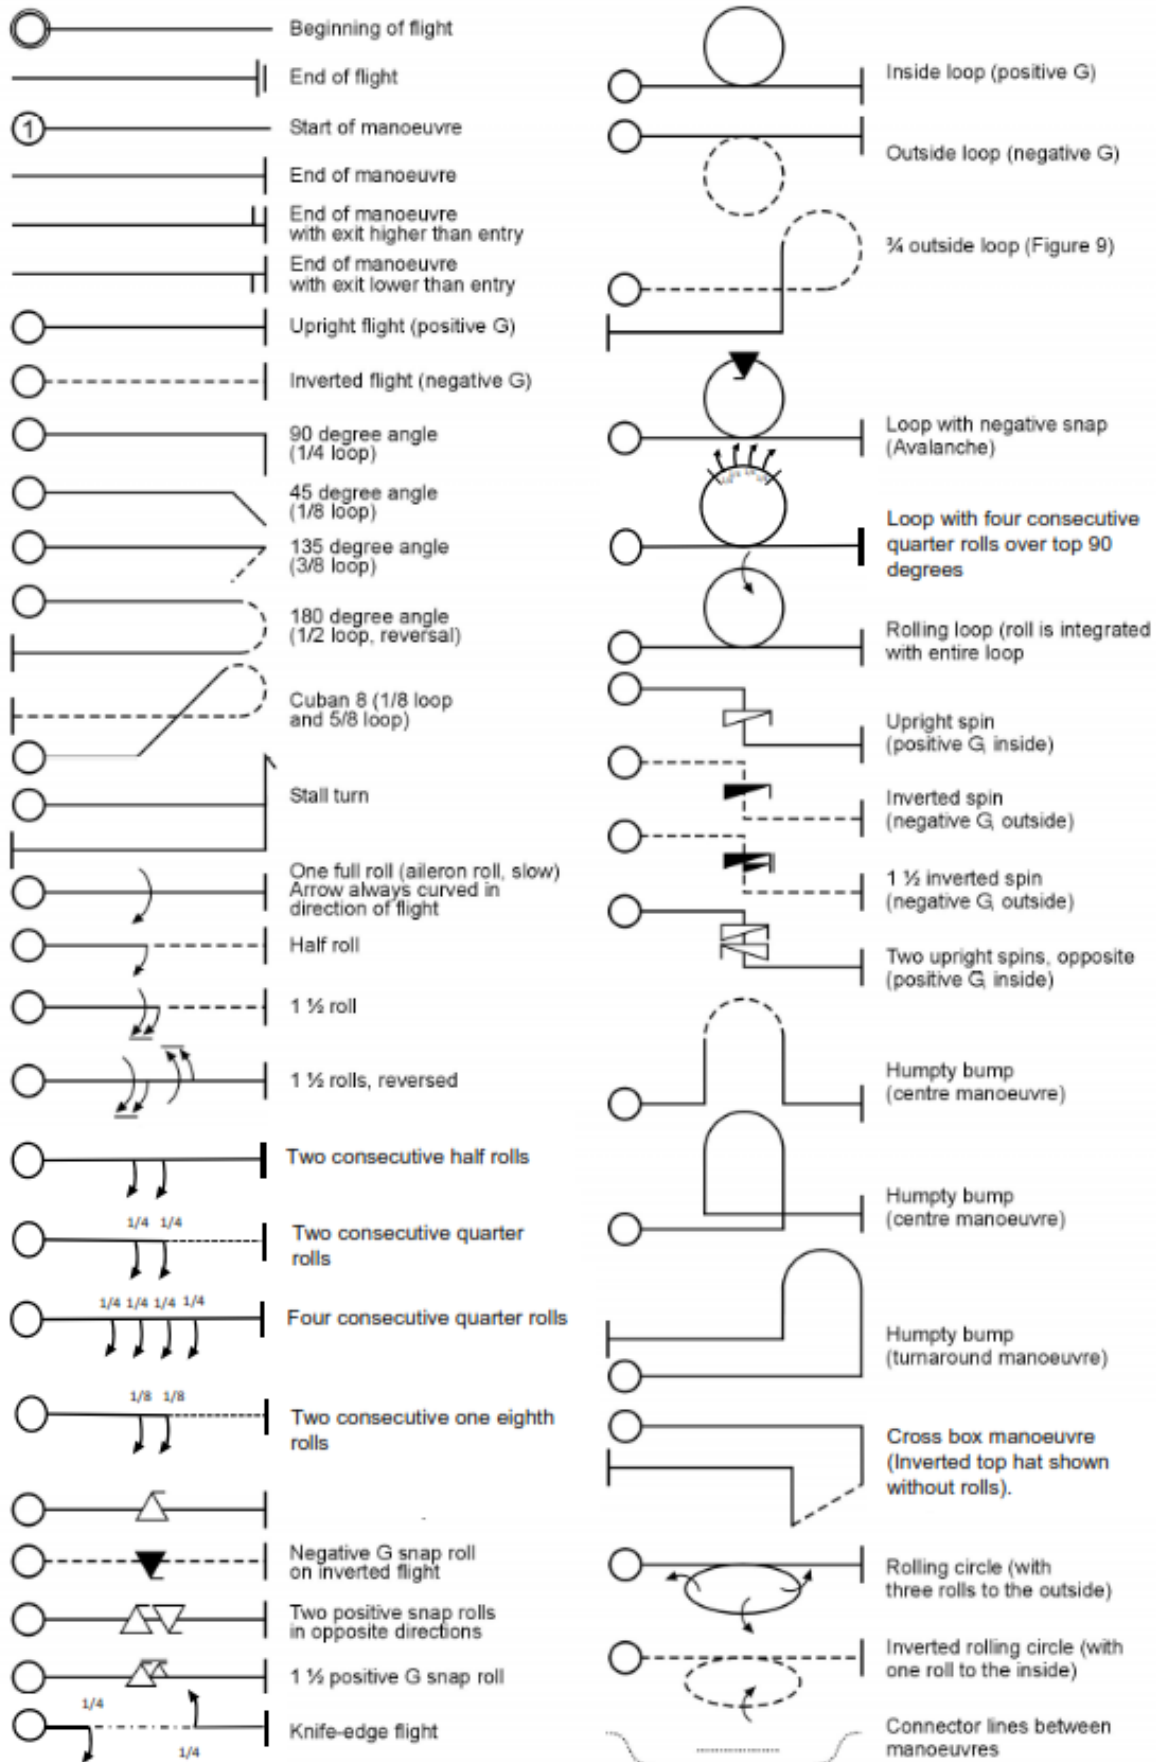 Beginning of flight
End of flight
1
Start of manoeuvre
End of manoeuvre
End of manoeuvre
with exit higher than entry
End of manoeuvre
with exit lower than entry
Upright flight (positive G)
Inverted flight (negative G)
90 degree angle
(1/4 loop)
45 degree angle
(1/8 loop)
135 degree angle
(3/8 loop)
180 degree angle
(1/2 loop, reversal)
Cuban 8 (1/8 loop
and 5/8 loop)
Stall turn
One full roll (aileron roll, slow)
Arrow always curved in
direction of flight
Half roll
1 ½ roll
1 ½ rolls, reversed
Two consecutive half rolls
1/4 1/4
Two consecutive quarter
rolls
1/4 1/4 1/4 1/4
Four consecutive quarter rolls
1/8 1/8
Two consecutive one eighth
rolls
Negative G snap roll
on inverted flight
Two positive snap rolls
in opposite directions
1 ½ positive G snap roll
1/4
Knife-edge flight
1/4
Inside loop (positive G)
Outside loop (negative G)
¾ outside loop (Figure 9)
Loop with negative snap
(Avalanche)
Loop with four consecutive
quarter rolls over top 90
degrees
Rolling loop (roll is integrated
with entire loop
Upright spin
(positive G, inside)
Inverted spin
(negative G, outside)
1 ½ inverted spin
(negative G, outside)
Two upright spins, opposite
(positive G, inside)
Humpty bump
(centre manoeuvre)
Humpty bump
(centre manoeuvre)
Humpty bump
(turnaround manoeuvre)
Cross box manoeuvre
(Inverted top hat shown
without rolls).
Rolling circle (with
three rolls to the outside)
Inverted rolling circle (with
one roll to the inside)
Connector lines between
manoeuvres